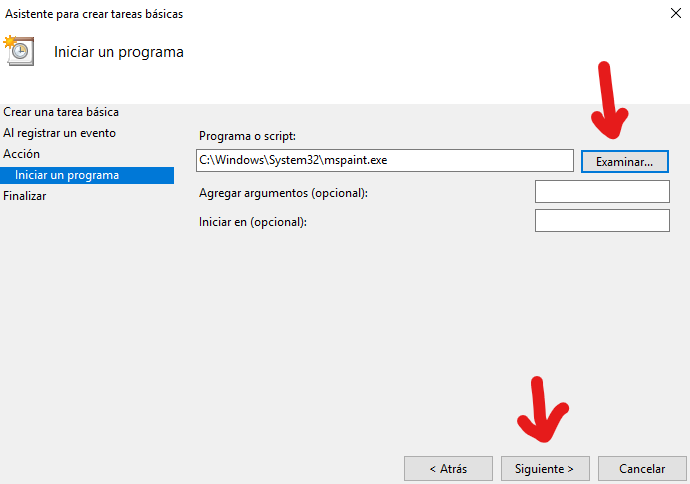 Asistente para crear tareas básicas
Iniciar un programa
Crear una tarea básica
Al registrar un evento
Acción
Iniciar un programa
Finalizar
Programa o script:
C:\Windows\System32\mspaint.exe
Examinar...
Agregar argumentos (opcional):
Iniciar en (opcional):
< Atrás
Siguiente >
Cancelar